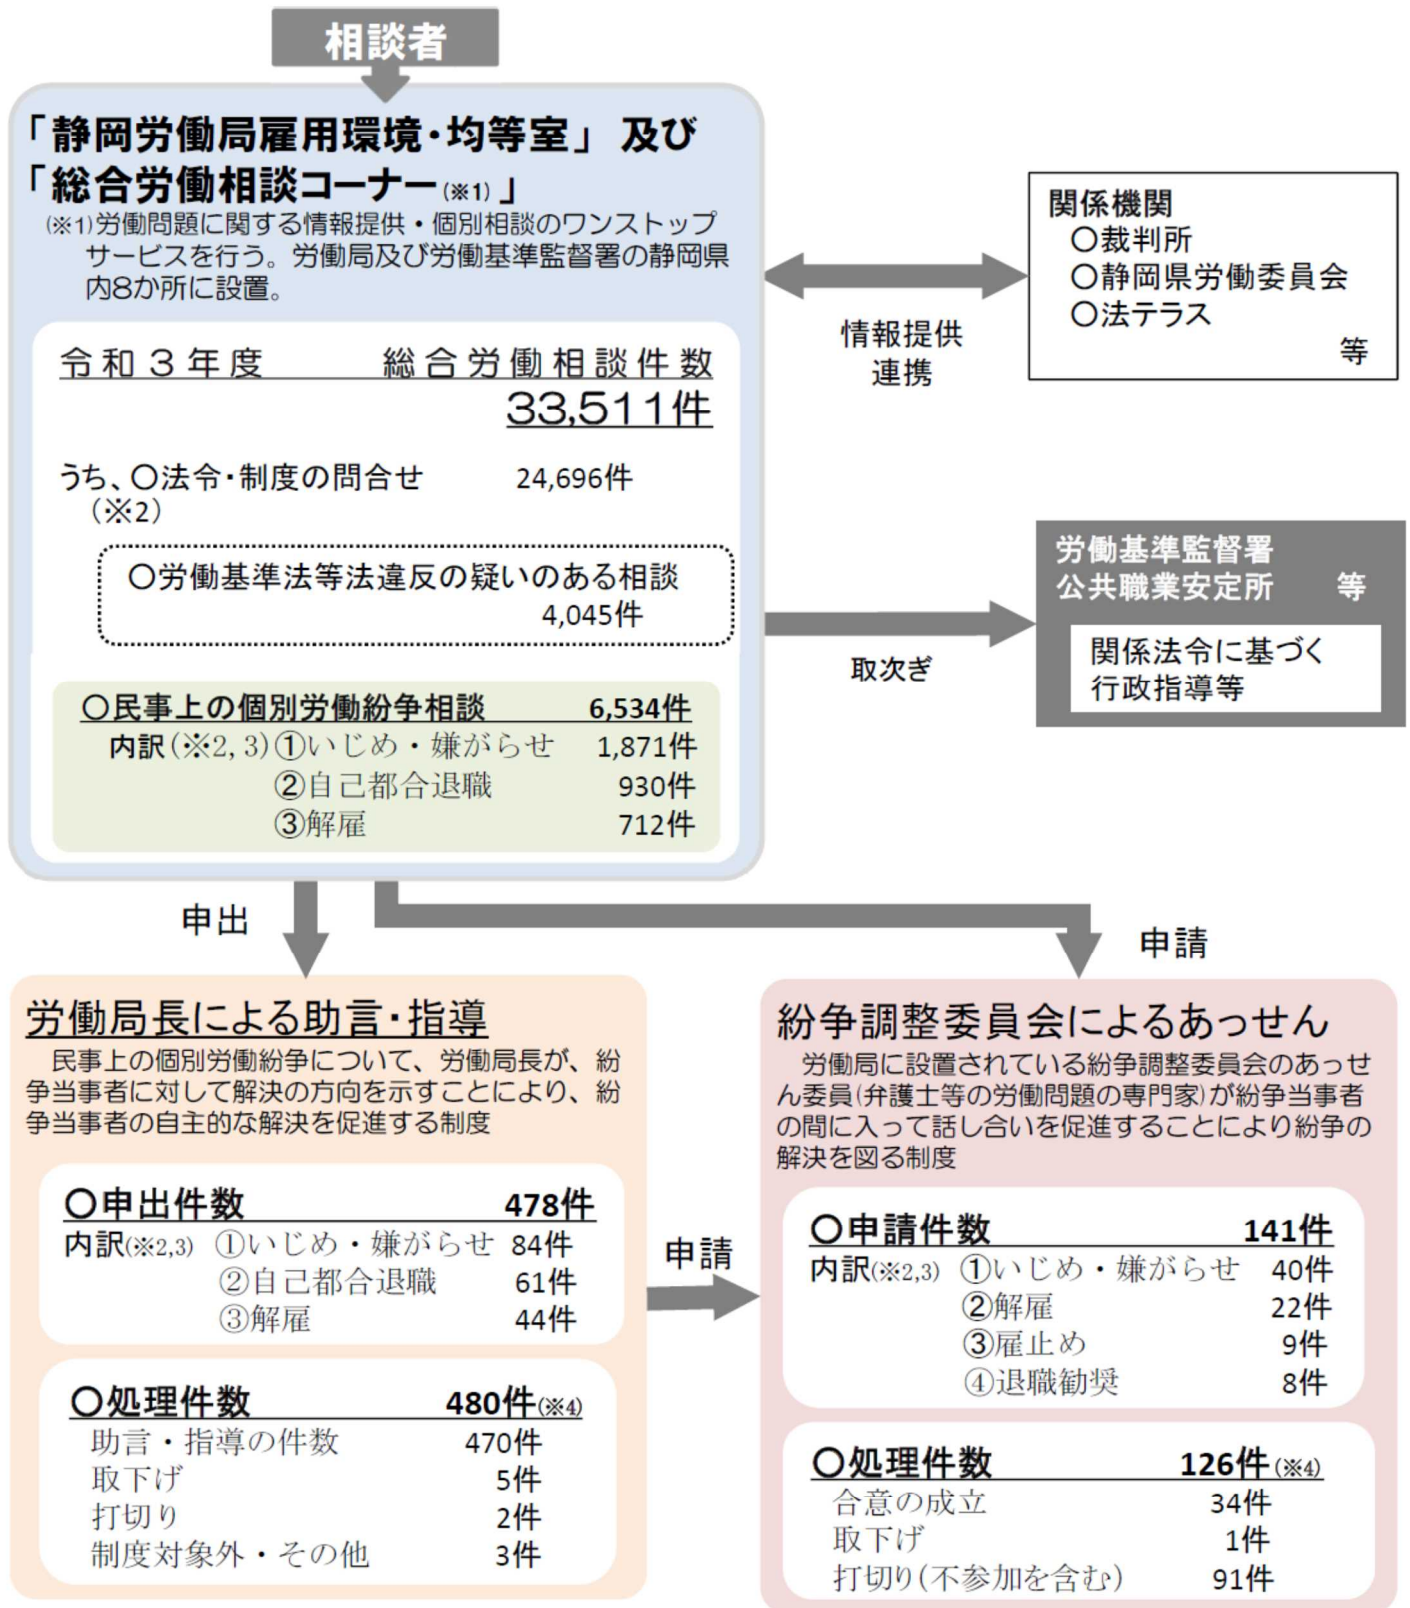 相談者
「静岡労働局雇用環境・均等室」 及び
「総合労働相談コーナー(※1)」
(※1)労働問題に関する情報提供・個別相談のワンストップ
サービスを行う。労働局及び労働基準監督署の静岡県
内8か所に設置。
令和３年度 総合労働相談件数
33,511件
うち、〇法令・制度の問合せ 24,696件
(※2)
〇労働基準法等法違反の疑いのある相談
4,045件
〇民事上の個別労働紛争相談 6,534件
内訳(※2,3)①いじめ・嫌がらせ 1,871件
②自己都合退職 930件
③解雇 712件
情報提供
連携
関係機関
〇裁判所
〇静岡県労働委員会
〇法テラス
等
取次ぎ
労働基準監督署
公共職業安定所 等
関係法令に基づく
行政指導等
申出
申請
労働局長による助言・指導
民事上の個別労働紛争について、労働局長が、紛
争当事者に対して解決の方向を示すことにより、紛
争当事者の自主的な解決を促進する制度
〇申出件数 478件
内訳(※2,3) ①いじめ・嫌がらせ 84件
②自己都合退職 61件
③解雇 44件
〇処理件数 480件(※4)
助言・指導の件数 470件
取下げ 5件
打切り 2件
制度対象外・その他 3件
申請
紛争調整委員会によるあっせん
労働局に設置されている紛争調整委員会のあっせ
ん委員(弁護士等の労働問題の専門家)が紛争当事者
の間に入って話し合いを促進することにより紛争の
解決を図る制度
〇申請件数 141件
内訳(※2,3) ①いじめ・嫌がらせ 40件
②解雇 22件
③雇止め 9件
④退職勧奨 8件
〇処理件数 126件(※4)
合意の成立 34件
取下げ 1件
打切り(不参加を含む) 91件